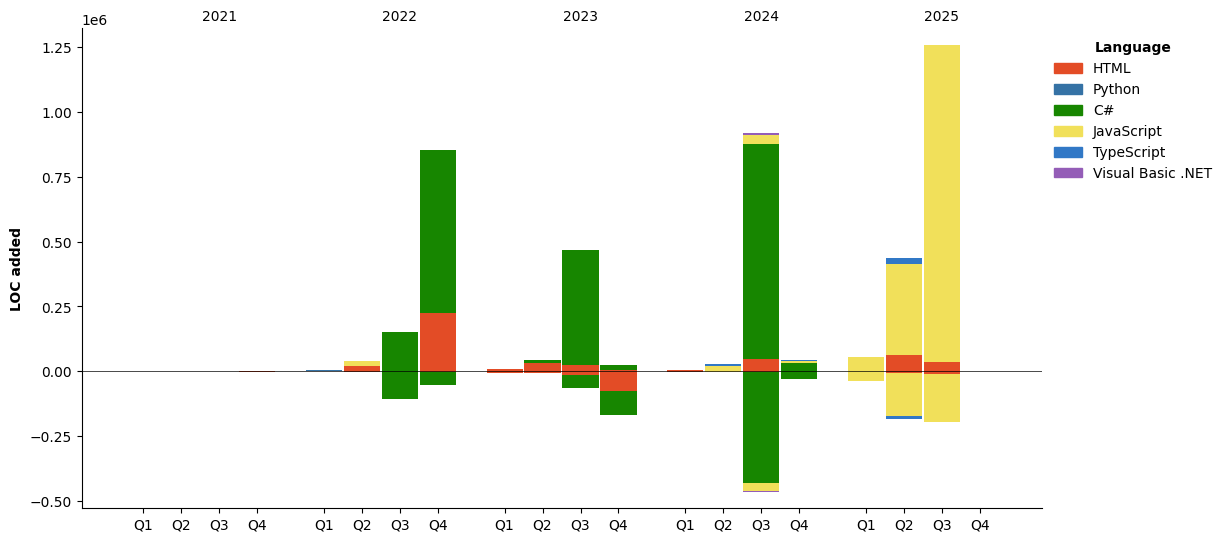 1e6
2021 2022 2023 2024 2025
1.25
1.00
0.75
0.50
0.25
0.00
−0.25
−0.50
LOC added
Q1 Q2 Q3 Q4 Q1 Q2 Q3 Q4 Q1 Q2 Q3 Q4 Q1 Q2 Q3 Q4 Q1 Q2 Q3 Q4
Language
HTML
Python
C#
JavaScript
TypeScript
Visual Basic .NET